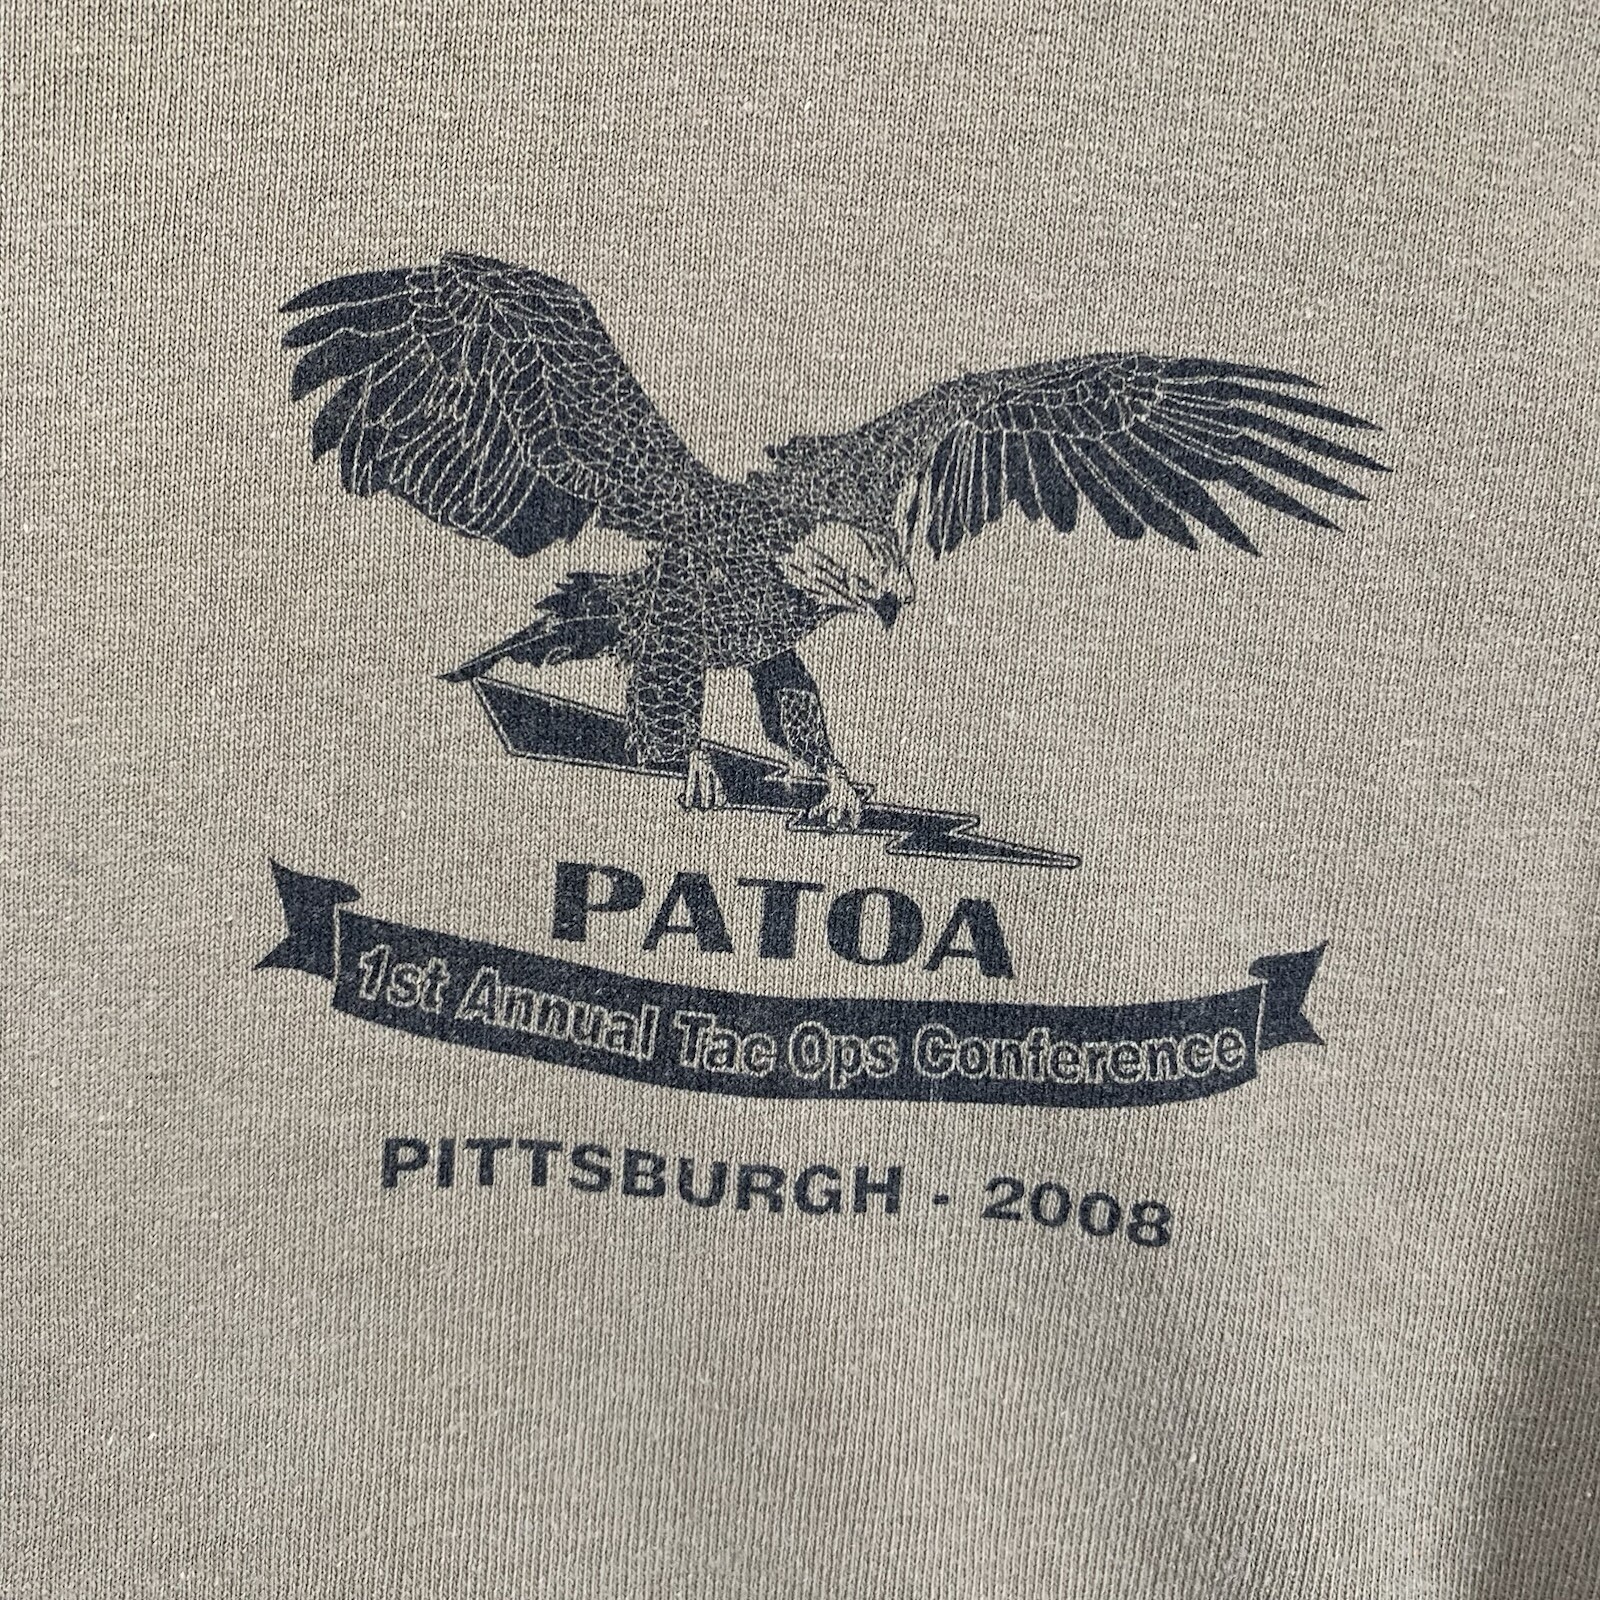 PATOA
1st Annual Tac Ops Conference
PITTSBURGH - 2008